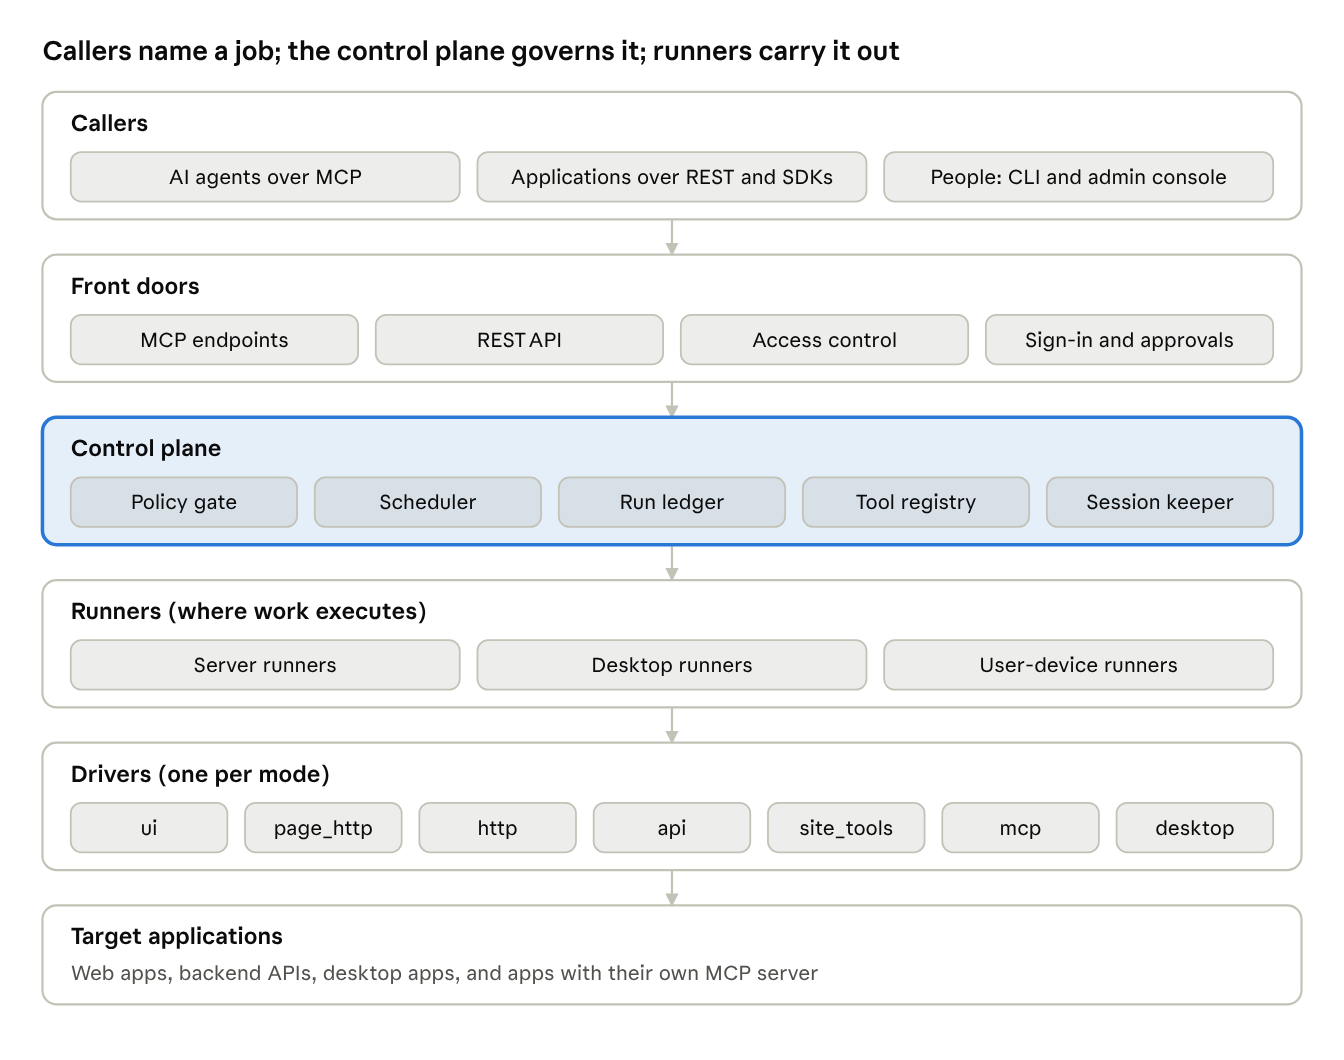 Callers name a job; the control plane governs it; runners carry it out
Callers
AI agents over MCP
Applications over REST and SDKs
People: CLI and admin console
Front doors
MCP endpoints
REST API
Access control
Sign-in and approvals
Control plane
Policy gate
Scheduler
Run ledger
Tool registry
Session keeper
Runners (where work executes)
Server runners
Desktop runners
User-device runners
Drivers (one per mode)
ui
page_http
http
api
site_tools
mcp
desktop
Target applications
Web apps, backend APIs, desktop apps, and apps with their own MCP server